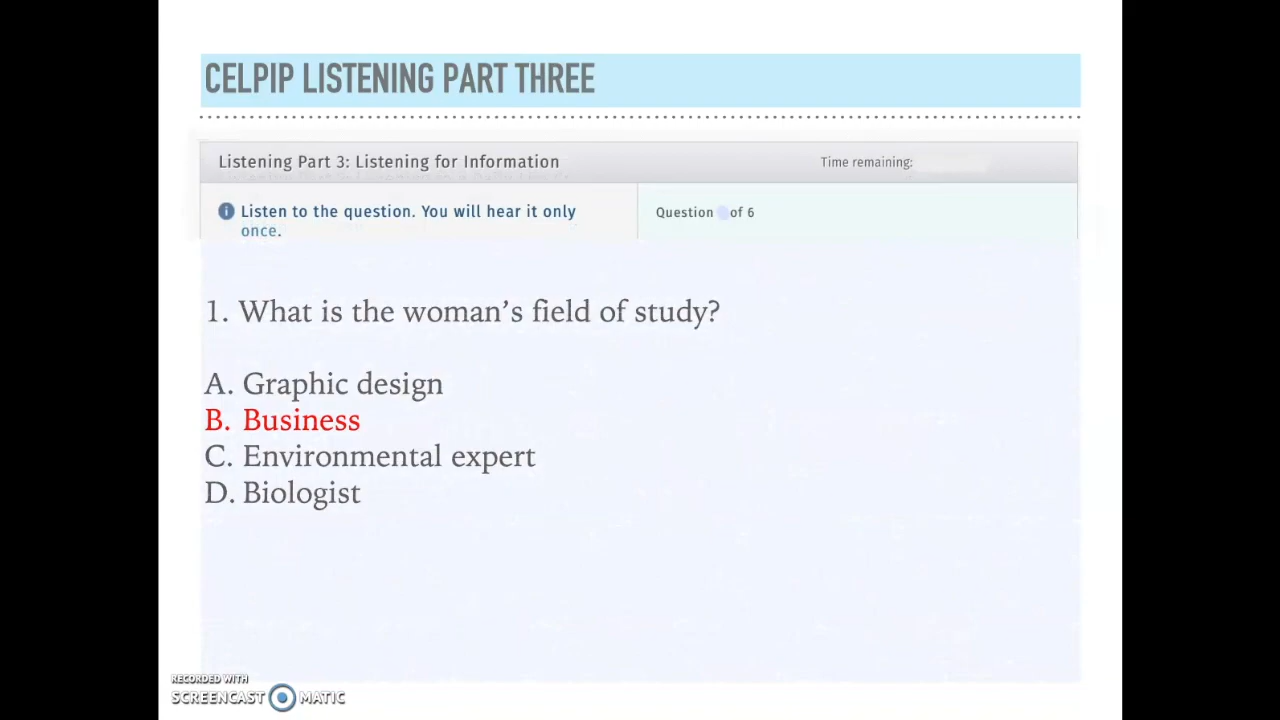 CELPIP LISTENING PART THREE
Listening Part 3: Listening for Information
Time remaining:
Listen to the question. You will hear it only
once.
Question of 6
1. What is the woman's field of study?
A. Graphic design
B. Business
C. Environmental expert
D. Biologist
RECORDED WITH
SCREENCAST MATIC